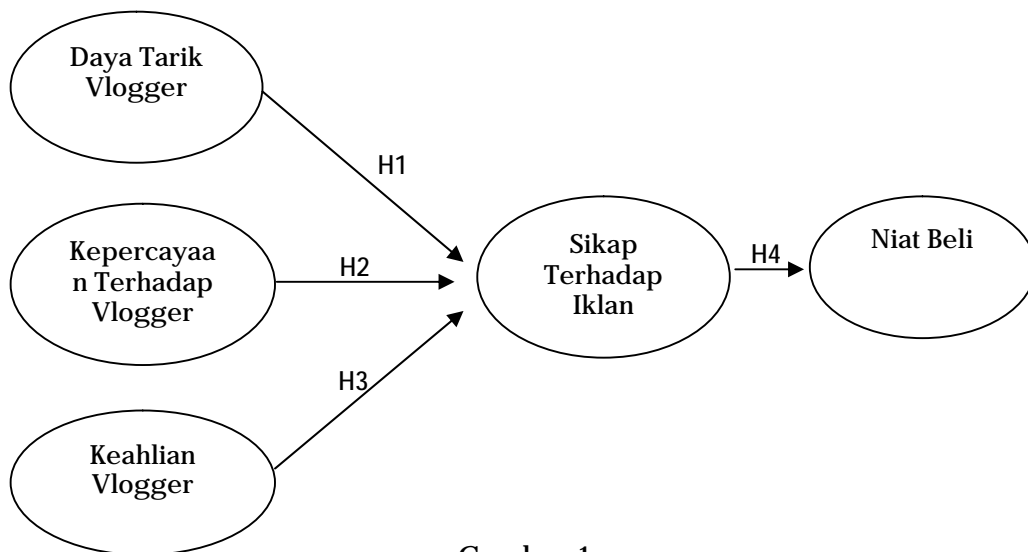 Daya Tarik
Vlogger
H1
Kepercayaa
n Terhadap
Vlogger
H2
Sikap
Terhadap
Iklan
H4
Niat Beli
H3
Keahlian
Vlogger